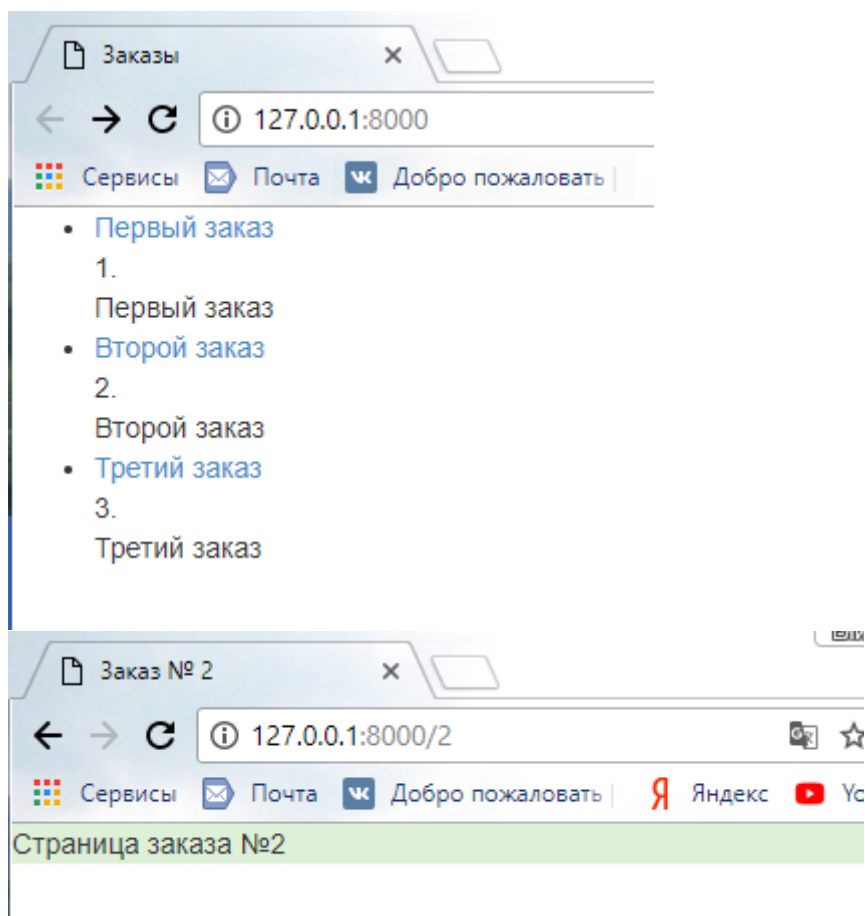 Заказы
127.0.0.1:8000
Сервисы Почта Добро пожаловать
Первый заказ
1.
Первый заказ
Второй заказ
2.
Второй заказ
Третий заказ
3.
Третий заказ
Заказ № 2
127.0.0.1:8000/2
Сервисы Почта Добро пожаловать Я Яндекс
Страница заказа №2